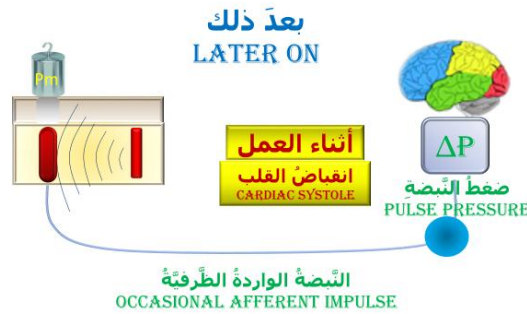 بعدَ ذلك
LATER ON
Pm
أثناء العمل
انقباضُ القلب
CARDIAC SYSTOLE
ΔP
ضغطُ النَّبضةِ
PULSE PRESSURE
النَّبضةُ الواردةُ الظَّرفيَّةُ
OCCASIONAL AFFERENT IMPULSE